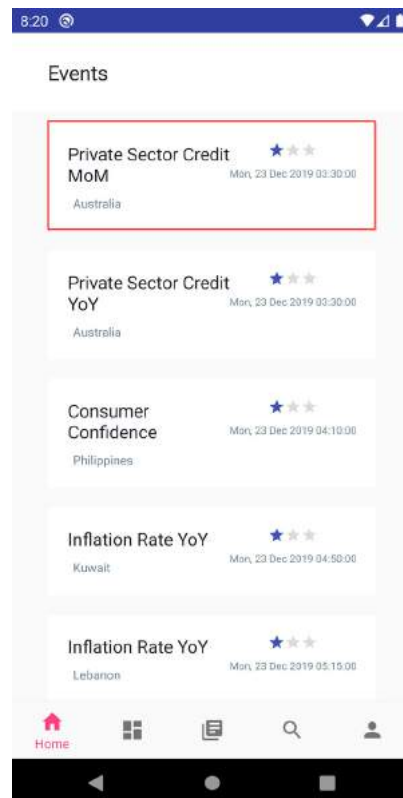 8:20
Events
Private Sector Credit
MoM
Mon, 23 Dec 2019 03:30:00
Australia
Private Sector Credit
YoY
Mon, 23 Dec 2019 03:30:00
Australia
Consumer
Confidence
Mon, 23 Dec 2019 04:10:00
Philippines
Inflation Rate YoY
Mon, 23 Dec 2019 04:50:00
Kuwait
Inflation Rate YoY
Mon, 23 Dec 2019 05:15:00
Lebanon
Home